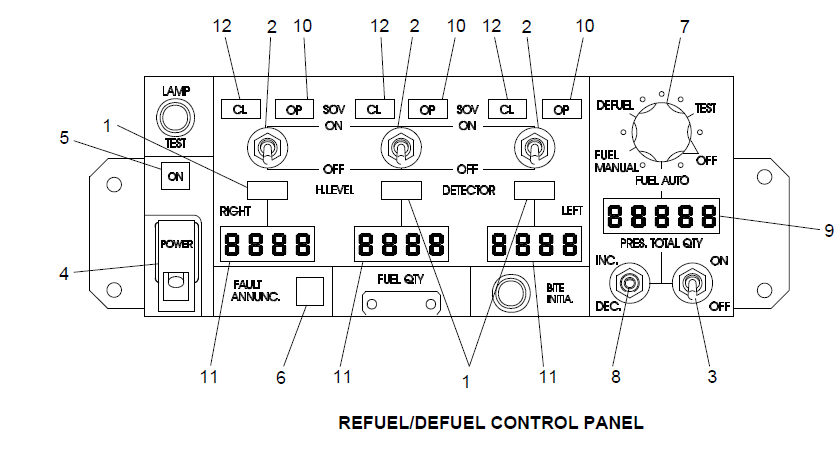 12 2 10 12 2 10 12 2 10 7
LAMP
TEST
CL OP SOV CL OP SOV CL OP
ON ON
OFF OFF
DEFUEL TEST
FUEL
MANUAL
OFF
FUEL AUTO
1
5
ON
H.LEVEL DETECTOR
RIGHT LEFT
8888 8888 8888
88888
9
PRES. TOTAL QTY
POWER
4
FAULT
ANNUNC.
FUEL QTY
BITE
INITIA.
INC. ON
DEC. OFF
11 6 11 1 11 8 3
REFUEL/DEFUEL CONTROL PANEL